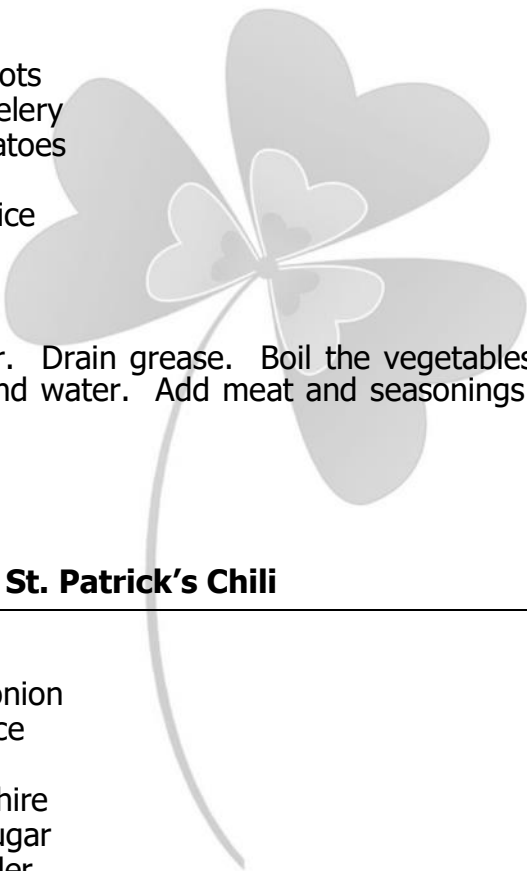 ots
elery
atoes
ice
r. Drain grease. Boil the vegetables
nd water. Add meat and seasonings
St. Patrick’s Chili
onion
ce
hire
ugar
der